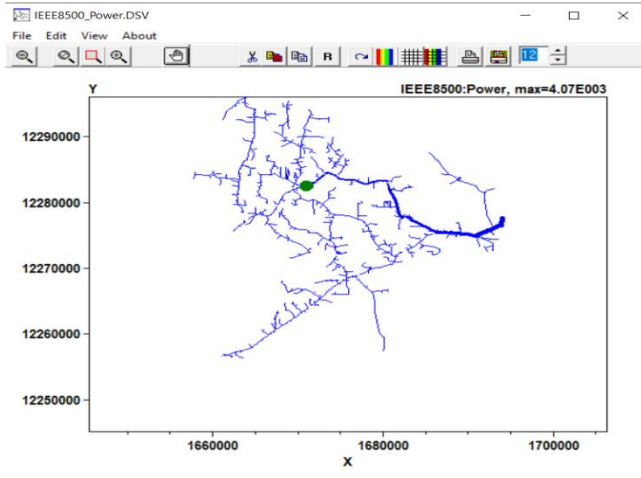 IEEE8500_Power.DSV
File Edit View About
R
12
Y
IEEE8500:Power, max=4.07E003
12290000
12280000
12270000
12260000
12250000
1660000 1680000 1700000
X